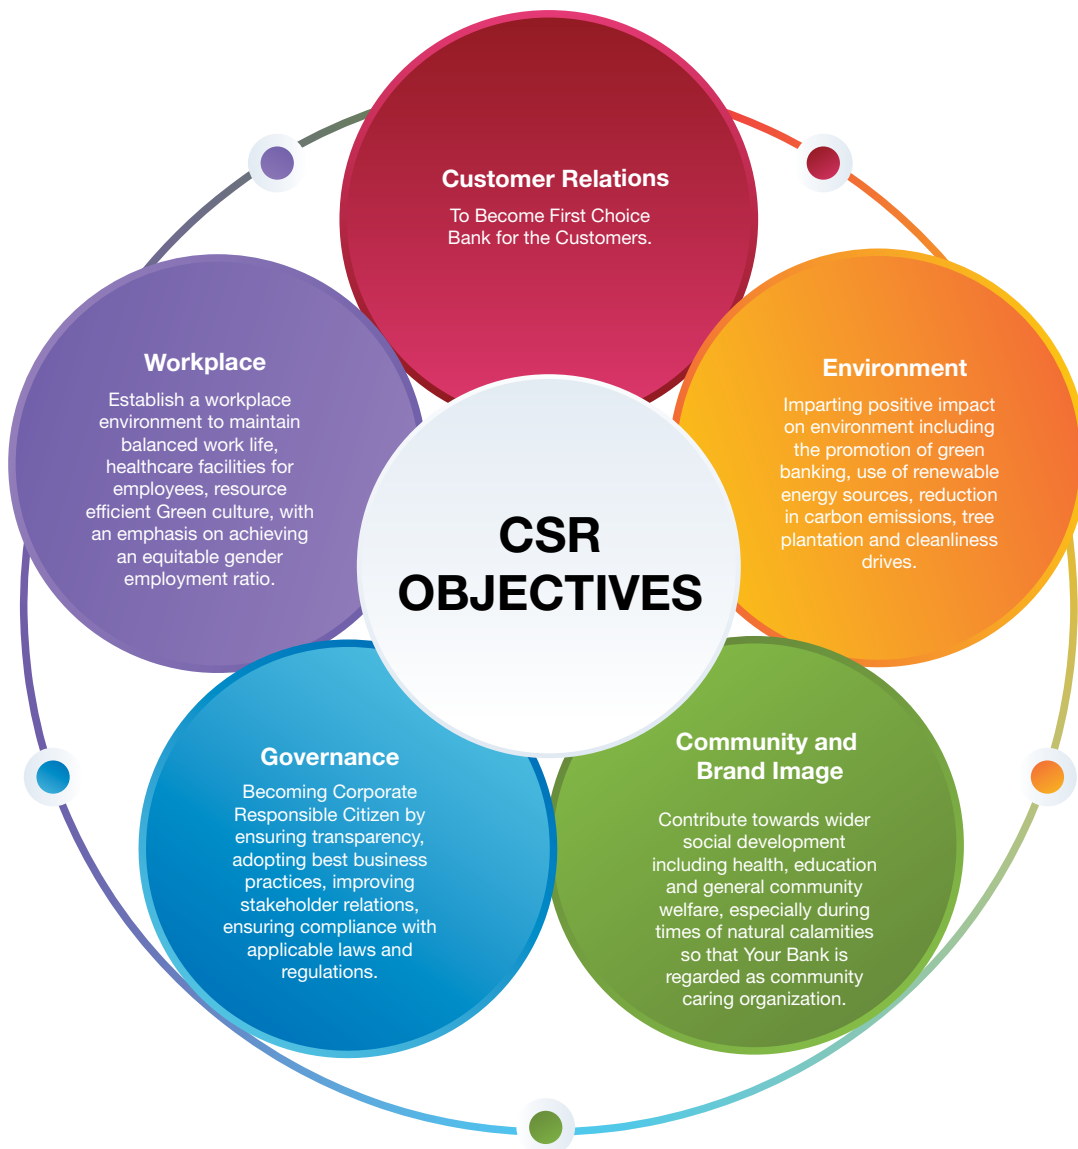 Customer Relations
To Become First Choice
Bank for the Customers.
Workplace
Establish a workplace
environment to maintain
balanced work life,
healthcare facilities for
employees, resource
efficient Green culture, with
an emphasis on achieving
an equitable gender
employment ratio.
Environment
Imparting positive impact
on environment including
the promotion of green
banking, use of renewable
energy sources, reduction
in carbon emissions, tree
plantation and cleanliness
drives.
CSR
OBJECTIVES
Governance
Becoming Corporate
Responsible Citizen by
ensuring transparency,
adopting best business
practices, improving
stakeholder relations,
ensuring compliance with
applicable laws and
regulations.
Community and
Brand Image
Contribute towards wider
social development
including health, education
and general community
welfare, especially during
times of natural calamities
so that Your Bank is
regarded as community
caring organization.